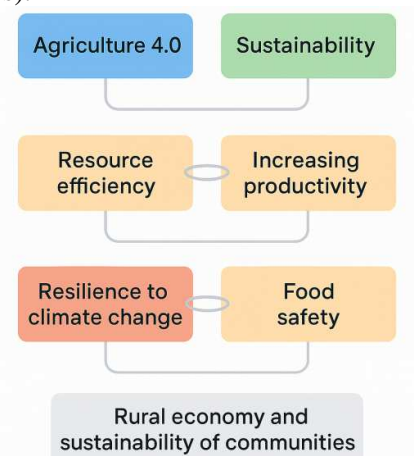 Agriculture 4.0
Sustainability
Resource
efficiency
Increasing
productivity
Resilience to
climate change
Food
safety
Rural economy and
sustainability of communities